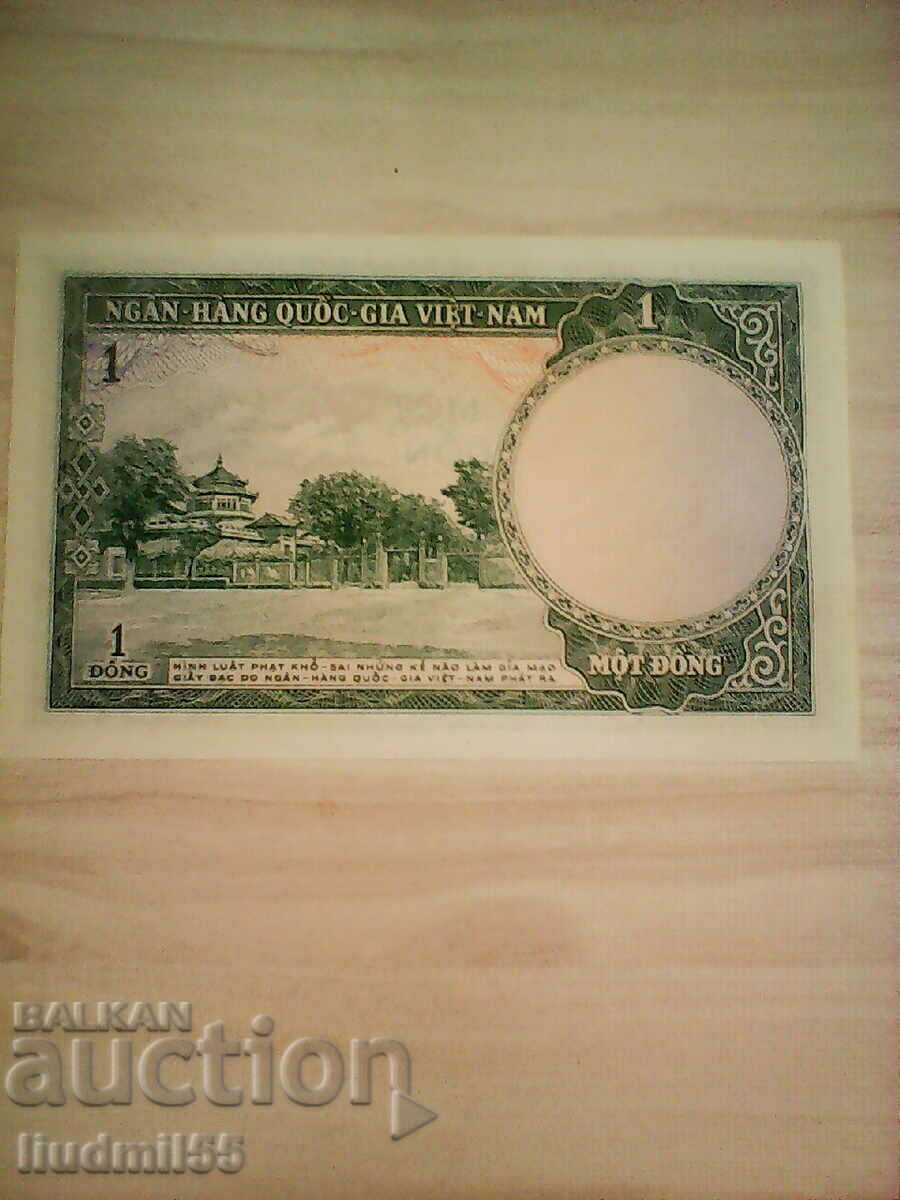 NGÂN-HÀNG QUỐC-GIA VIỆT-NAM
1
1
1
ĐỒNG
HÌNH LUẬT PHẠT KHỔ-SAI NHỮNG KẺ NÀO LÀM GIẢ MẠO
GIẤY BẠC DO NGÂN-HÀNG QUỐC-GIA VIỆT-NAM PHÁT RA
MỘT ĐỒNG
BALKAN
auction
liudmil55